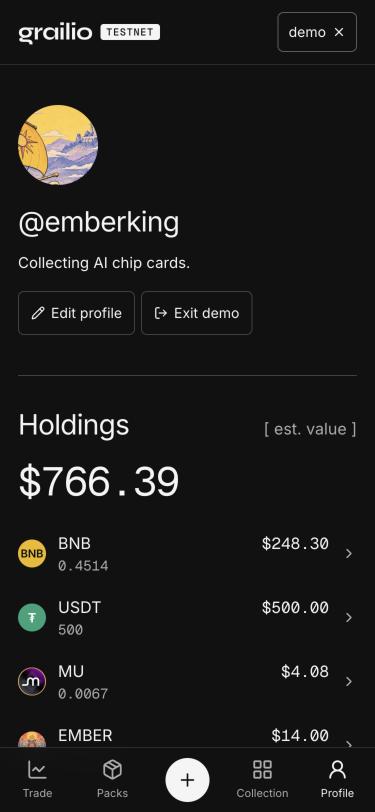 grailio TESTNET
demo ×
@emberking
Collecting AI chip cards.
Edit profile
Exit demo
Holdings
[ est. value ]
$766.39
BNB
BNB
$248.30
0.4514
USDT
$500.00
500
MU
$4.08
0.0067
EMBER
$14.00
Trade
Packs
Collection
Profile